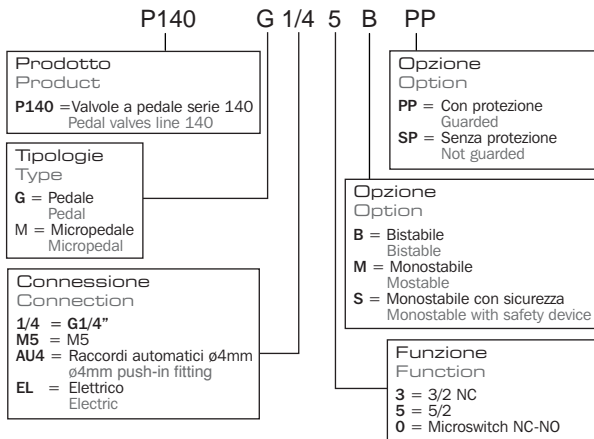 P140 G 1/4 5 B PP
Prodotto
Product
P140 = Valvole a pedale serie 140
Pedal valves line 140
Tipologie
Type
G = Pedale
Pedal
M = Micropedale
Micropedal
Connessione
Connection
1/4 = G1/4”
M5 = M5
AU4 = Raccordi automatici ø4mm
ø4mm push-in fitting
EL = Elettrico
Electric
Opzione
Option
PP = Con protezione
Guarded
SP = Senza protezione
Not guarded
Opzione
Option
B = Bistabile
Bistable
M = Monostabile
Mostable
S = Monostabile con sicurezza
Monostable with safety device
Funzione
Function
3 = 3/2 NC
5 = 5/2
0 = Microswitch NC-NO